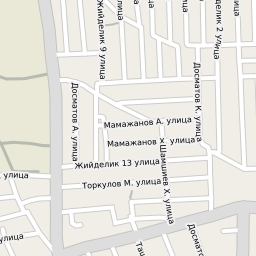 Жийделик 9 улица
Жийделик 2 улица
Досматов А. улица
Досматов К. улица
Мамажанов А. улица
Мамажанов Х. улица
Шамшиев Х. улица
Жийделик 13 улица
Торкулов М. улица
улица
улица
Досматов